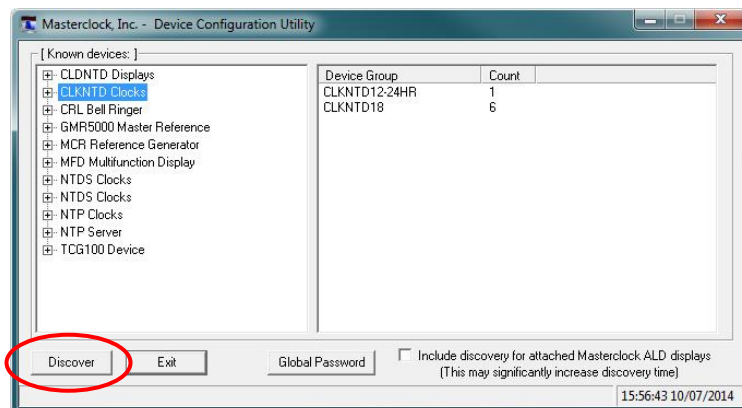 Masterclock, Inc. - Device Configuration Utility
[ Known devices: ]
CLDNTD Displays
CLKNTD Clocks
CRL Bell Ringer
GMR5000 Master Reference
MCR Reference Generator
MFD Multifunction Display
NTDS Clocks
NTDS Clocks
NTP Clocks
NTP Server
TCG100 Device
Device Group Count
CLKNTD12-24HR 1
CLKNTD18 6
Discover Exit Global Password Include discovery for attached Masterclock ALD displays
(This may significantly increase discovery time)
15:56:43 10/07/2014